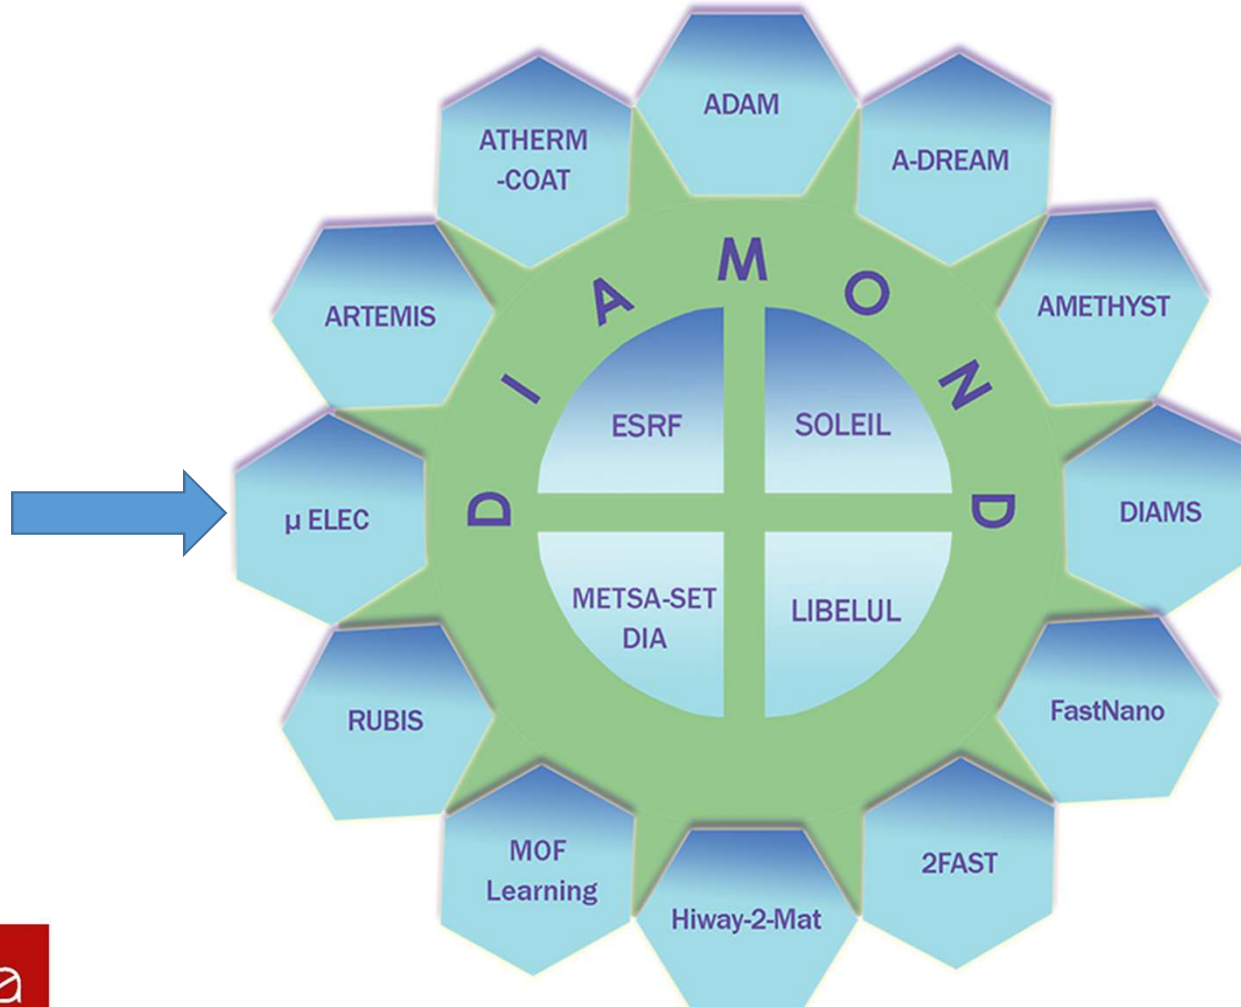 ADAM
ATHERM
-COAT
A-DREAM
ARTEMIS
AMETHYST
DIAMOND
ESRF
SOLEIL
µ ELEC
DIAMS
METSA-SET
DIA
LIBELUL
RUBIS
FastNano
MOF
Learning
2FAST
Hiway-2-Mat
a